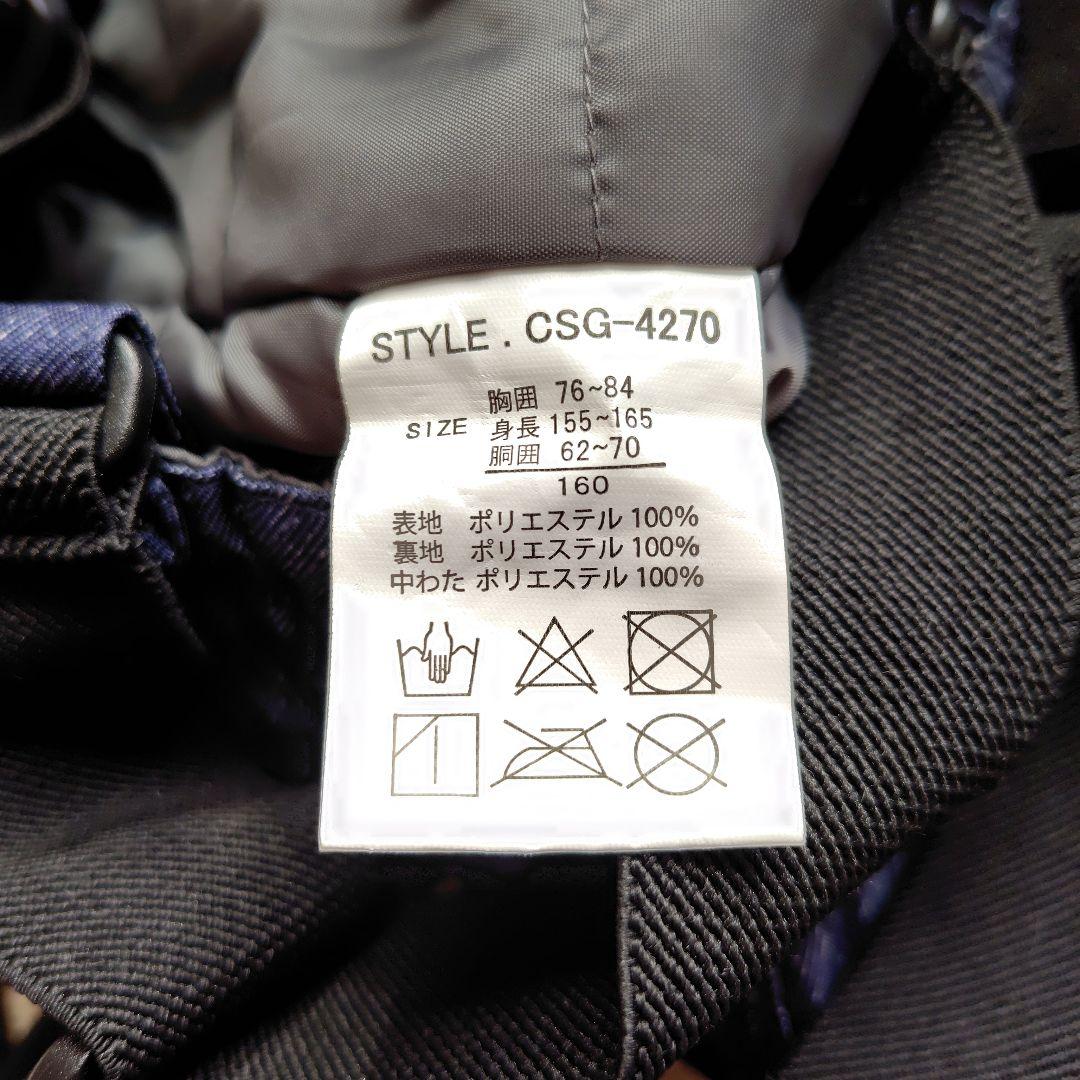 STYLE. CSG-4270
胸囲 76~84
SIZE 身長 155~165
胴囲 62~70
160
表地 ポリエステル 100%
裏地 ポリエステル 100%
中わた ポリエステル 100%